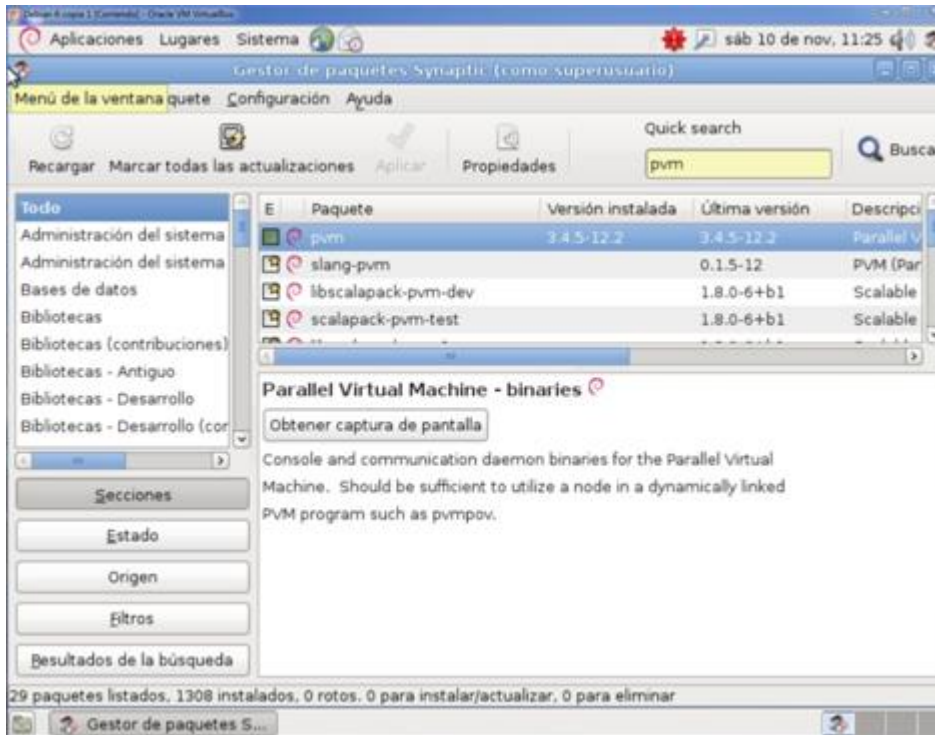 Debian 6 copia 1 [Corriendo] - Oracle VM VirtualBox
Aplicaciones Lugares Sistema sáb 10 de nov, 11:25
Gestor de paquetes Synaptic (como superusuario)
Menú de la ventana quete Configuración Ayuda
Quick search
Recargar Marcar todas las actualizaciones Aplicar Propiedades pvm Busca
Todo
Administración del sistema
Administración del sistema
Bases de datos
Bibliotecas
Bibliotecas (contribuciones)
Bibliotecas - Antiguo
Bibliotecas - Desarrollo
Bibliotecas - Desarrollo (cor
Secciones
Estado
Origen
Filtros
Resultados de la búsqueda
E Paquete Versión instalada Última versión Descripci
pvm 3.4.5-12.2 3.4.5-12.2 Parallel V
slang-pvm 0.1.5-12 PVM (Par
libscalapack-pvm-dev 1.8.0-6+b1 Scalable
scalapack-pvm-test 1.8.0-6+b1 Scalable
Parallel Virtual Machine - binaries
Obtener captura de pantalla
Console and communication daemon binaries for the Parallel Virtual
Machine. Should be sufficient to utilize a node in a dynamically linked
PVM program such as pvmpov.
29 paquetes listados, 1308 instalados, 0 rotos. 0 para instalar/actualizar, 0 para eliminar
Gestor de paquetes S...